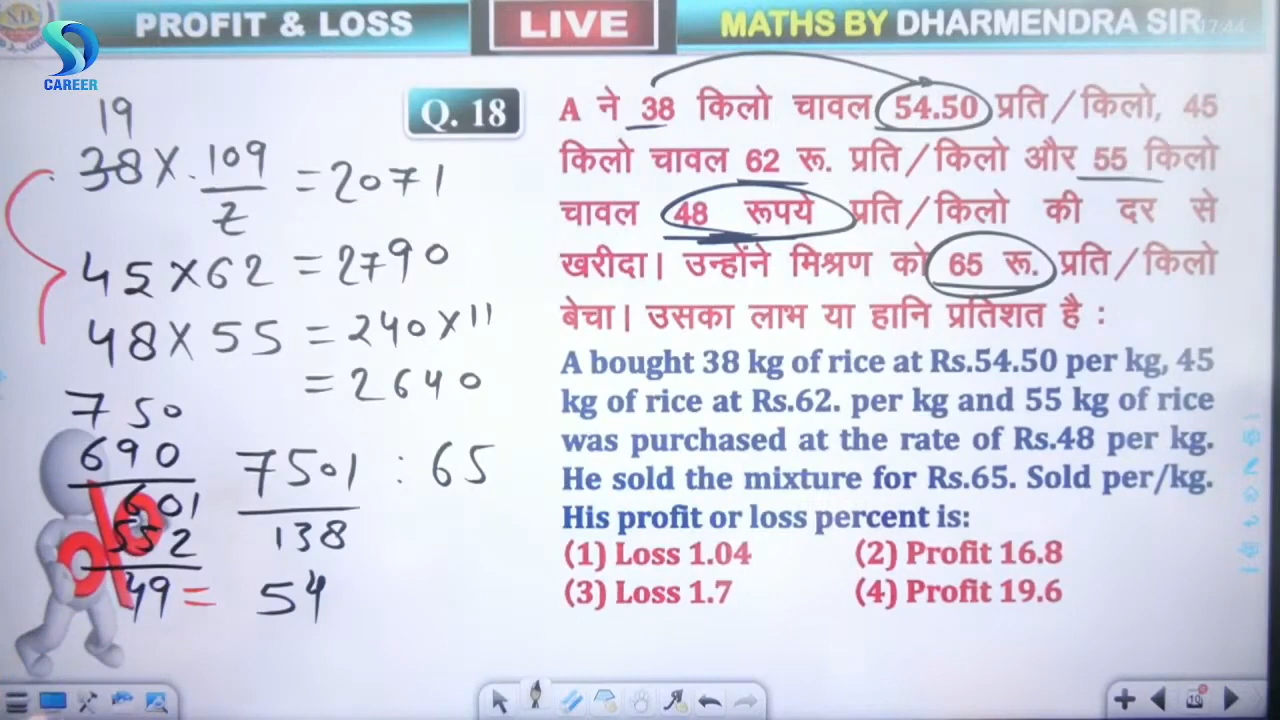 PROFIT & LOSS
LIVE
MATHS BY DHARMENDRA SIR
17:44
CAREER
Q. 18
A ने 38 किलो चावल 54.50 प्रति/किलो, 45
किलो चावल 62 रू. प्रति/किलो और 55 किलो
चावल 48 रूपये प्रति/किलो की दर से
खरीदा। उन्होंने मिश्रण को 65 रू. प्रति/किलो
बेचा। उसका लाभ या हानि प्रतिशत है :
A bought 38 kg of rice at Rs.54.50 per kg, 45
kg of rice at Rs.62. per kg and 55 kg of rice
was purchased at the rate of Rs.48 per kg.
He sold the mixture for Rs.65. Sold per/kg.
His profit or loss percent is:
(1) Loss 1.04 (2) Profit 16.8
(3) Loss 1.7 (4) Profit 19.6
19
38 × 109/2 = 2071
45 × 62 = 2790
48 × 55 = 240 × 11
= 2640
750
690
601
552
49 =
7501 : 65
138
54